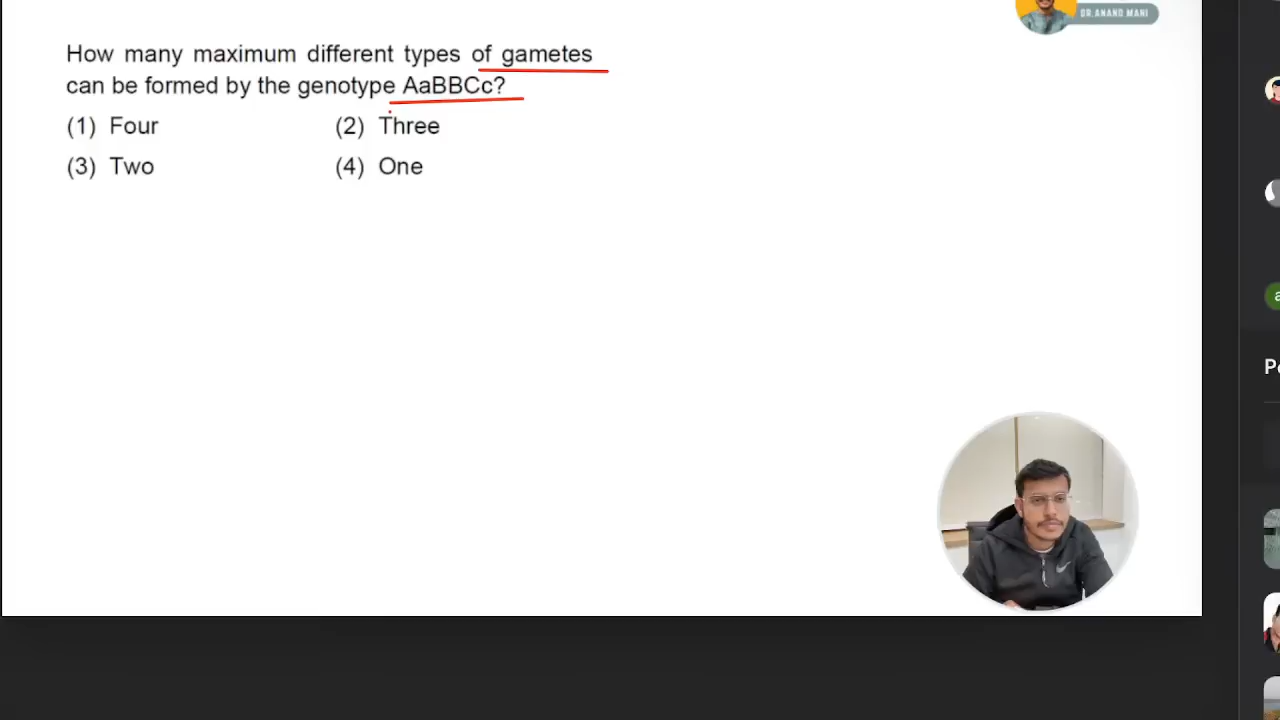 DR.ANAND MANI
How many maximum different types of gametes
can be formed by the genotype AaBBCc?
(1) Four (2) Three
(3) Two (4) One
a